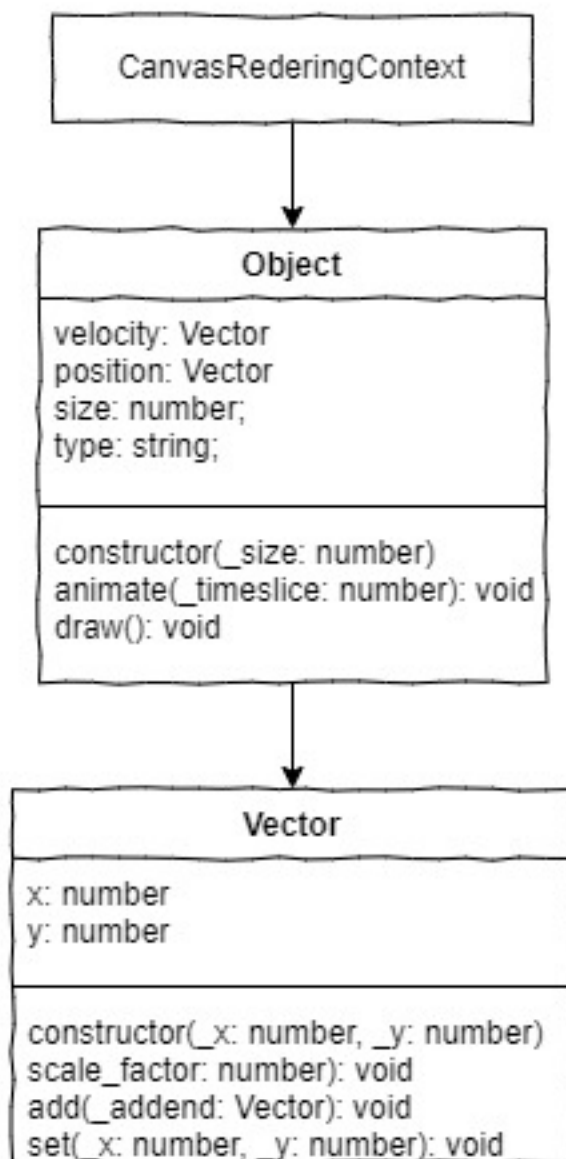 CanvasRederingContext
Object
velocity: Vector
position: Vector
size: number;
type: string;
constructor(_size: number)
animate(_timeslice: number): void
draw(): void
Vector
x: number
y: number
constructor(_x: number, _y: number)
scale_factor: number): void
add(_addend: Vector): void
set(_x: number, _y: number): void